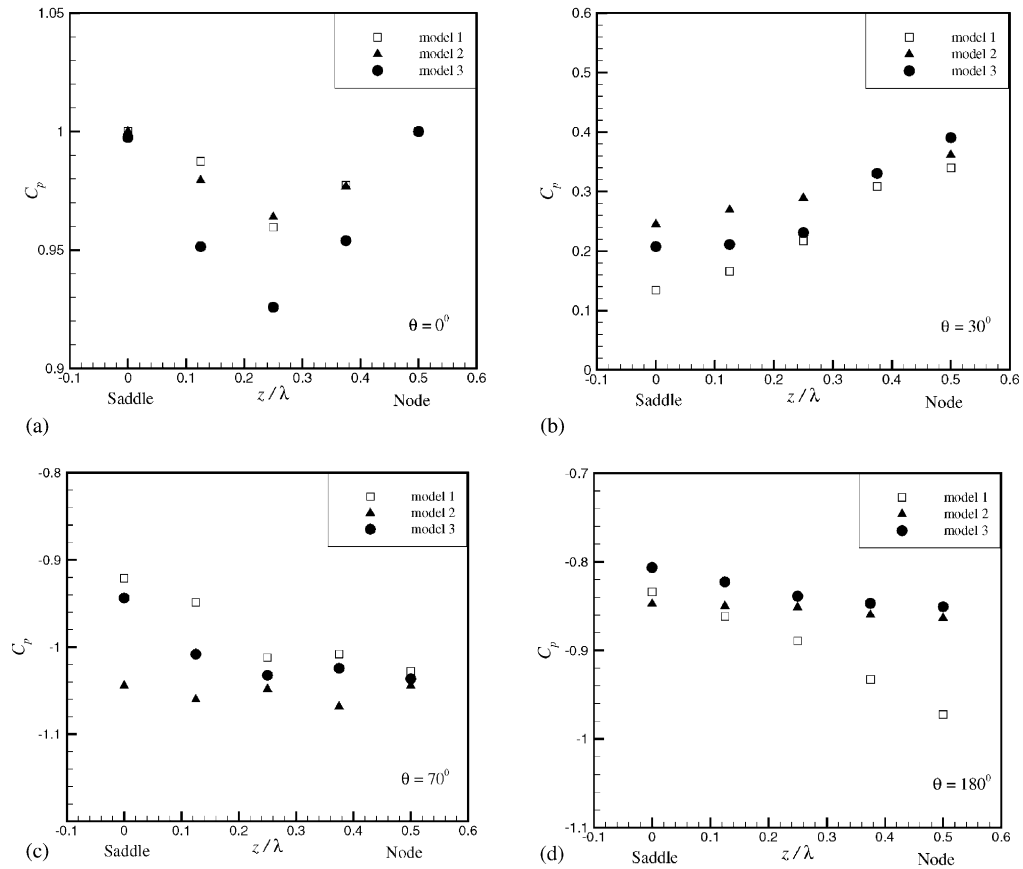 1.05
1
0.95
0.9
C_p
model 1
model 2
model 3
θ = 0⁰
-0.1 0 0.1 0.2 0.3 0.4 0.5 0.6
Saddle z / λ Node
(a)
0.6
0.5
0.4
0.3
0.2
0.1
0
C_p
model 1
model 2
model 3
θ = 30⁰
-0.1 0 0.1 0.2 0.3 0.4 0.5 0.6
Saddle z / λ Node
(b)
-0.8
-0.9
-1
-1.1
C_p
model 1
model 2
model 3
θ = 70⁰
-0.1 0 0.1 0.2 0.3 0.4 0.5 0.6
Saddle z / λ Node
(c)
-0.7
-0.8
-0.9
-1
-1.1
C_p
model 1
model 2
model 3
θ = 180⁰
-0.1 0 0.1 0.2 0.3 0.4 0.5 0.6
Saddle z / λ Node
(d)